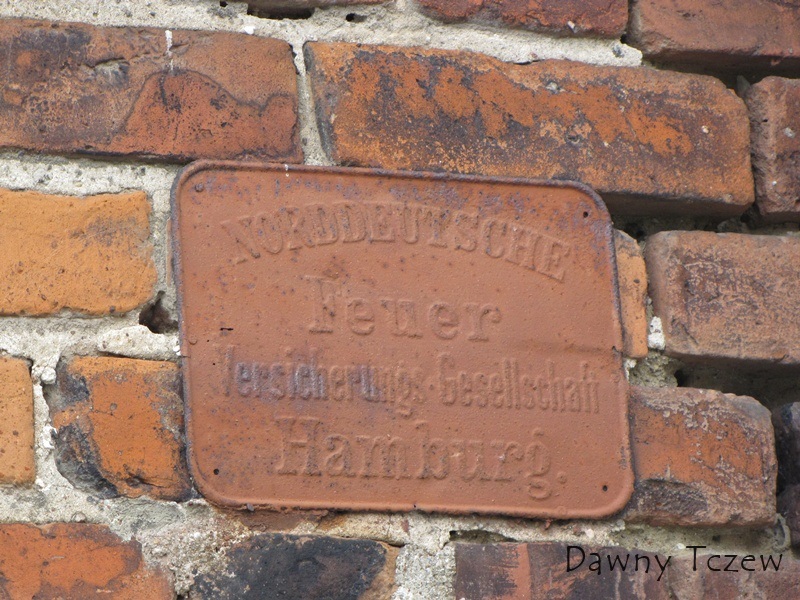 NORDDEUTSCHE
Feuer
Versicherungs-Gesellschaft
Hamburg.
Dawny Tczew